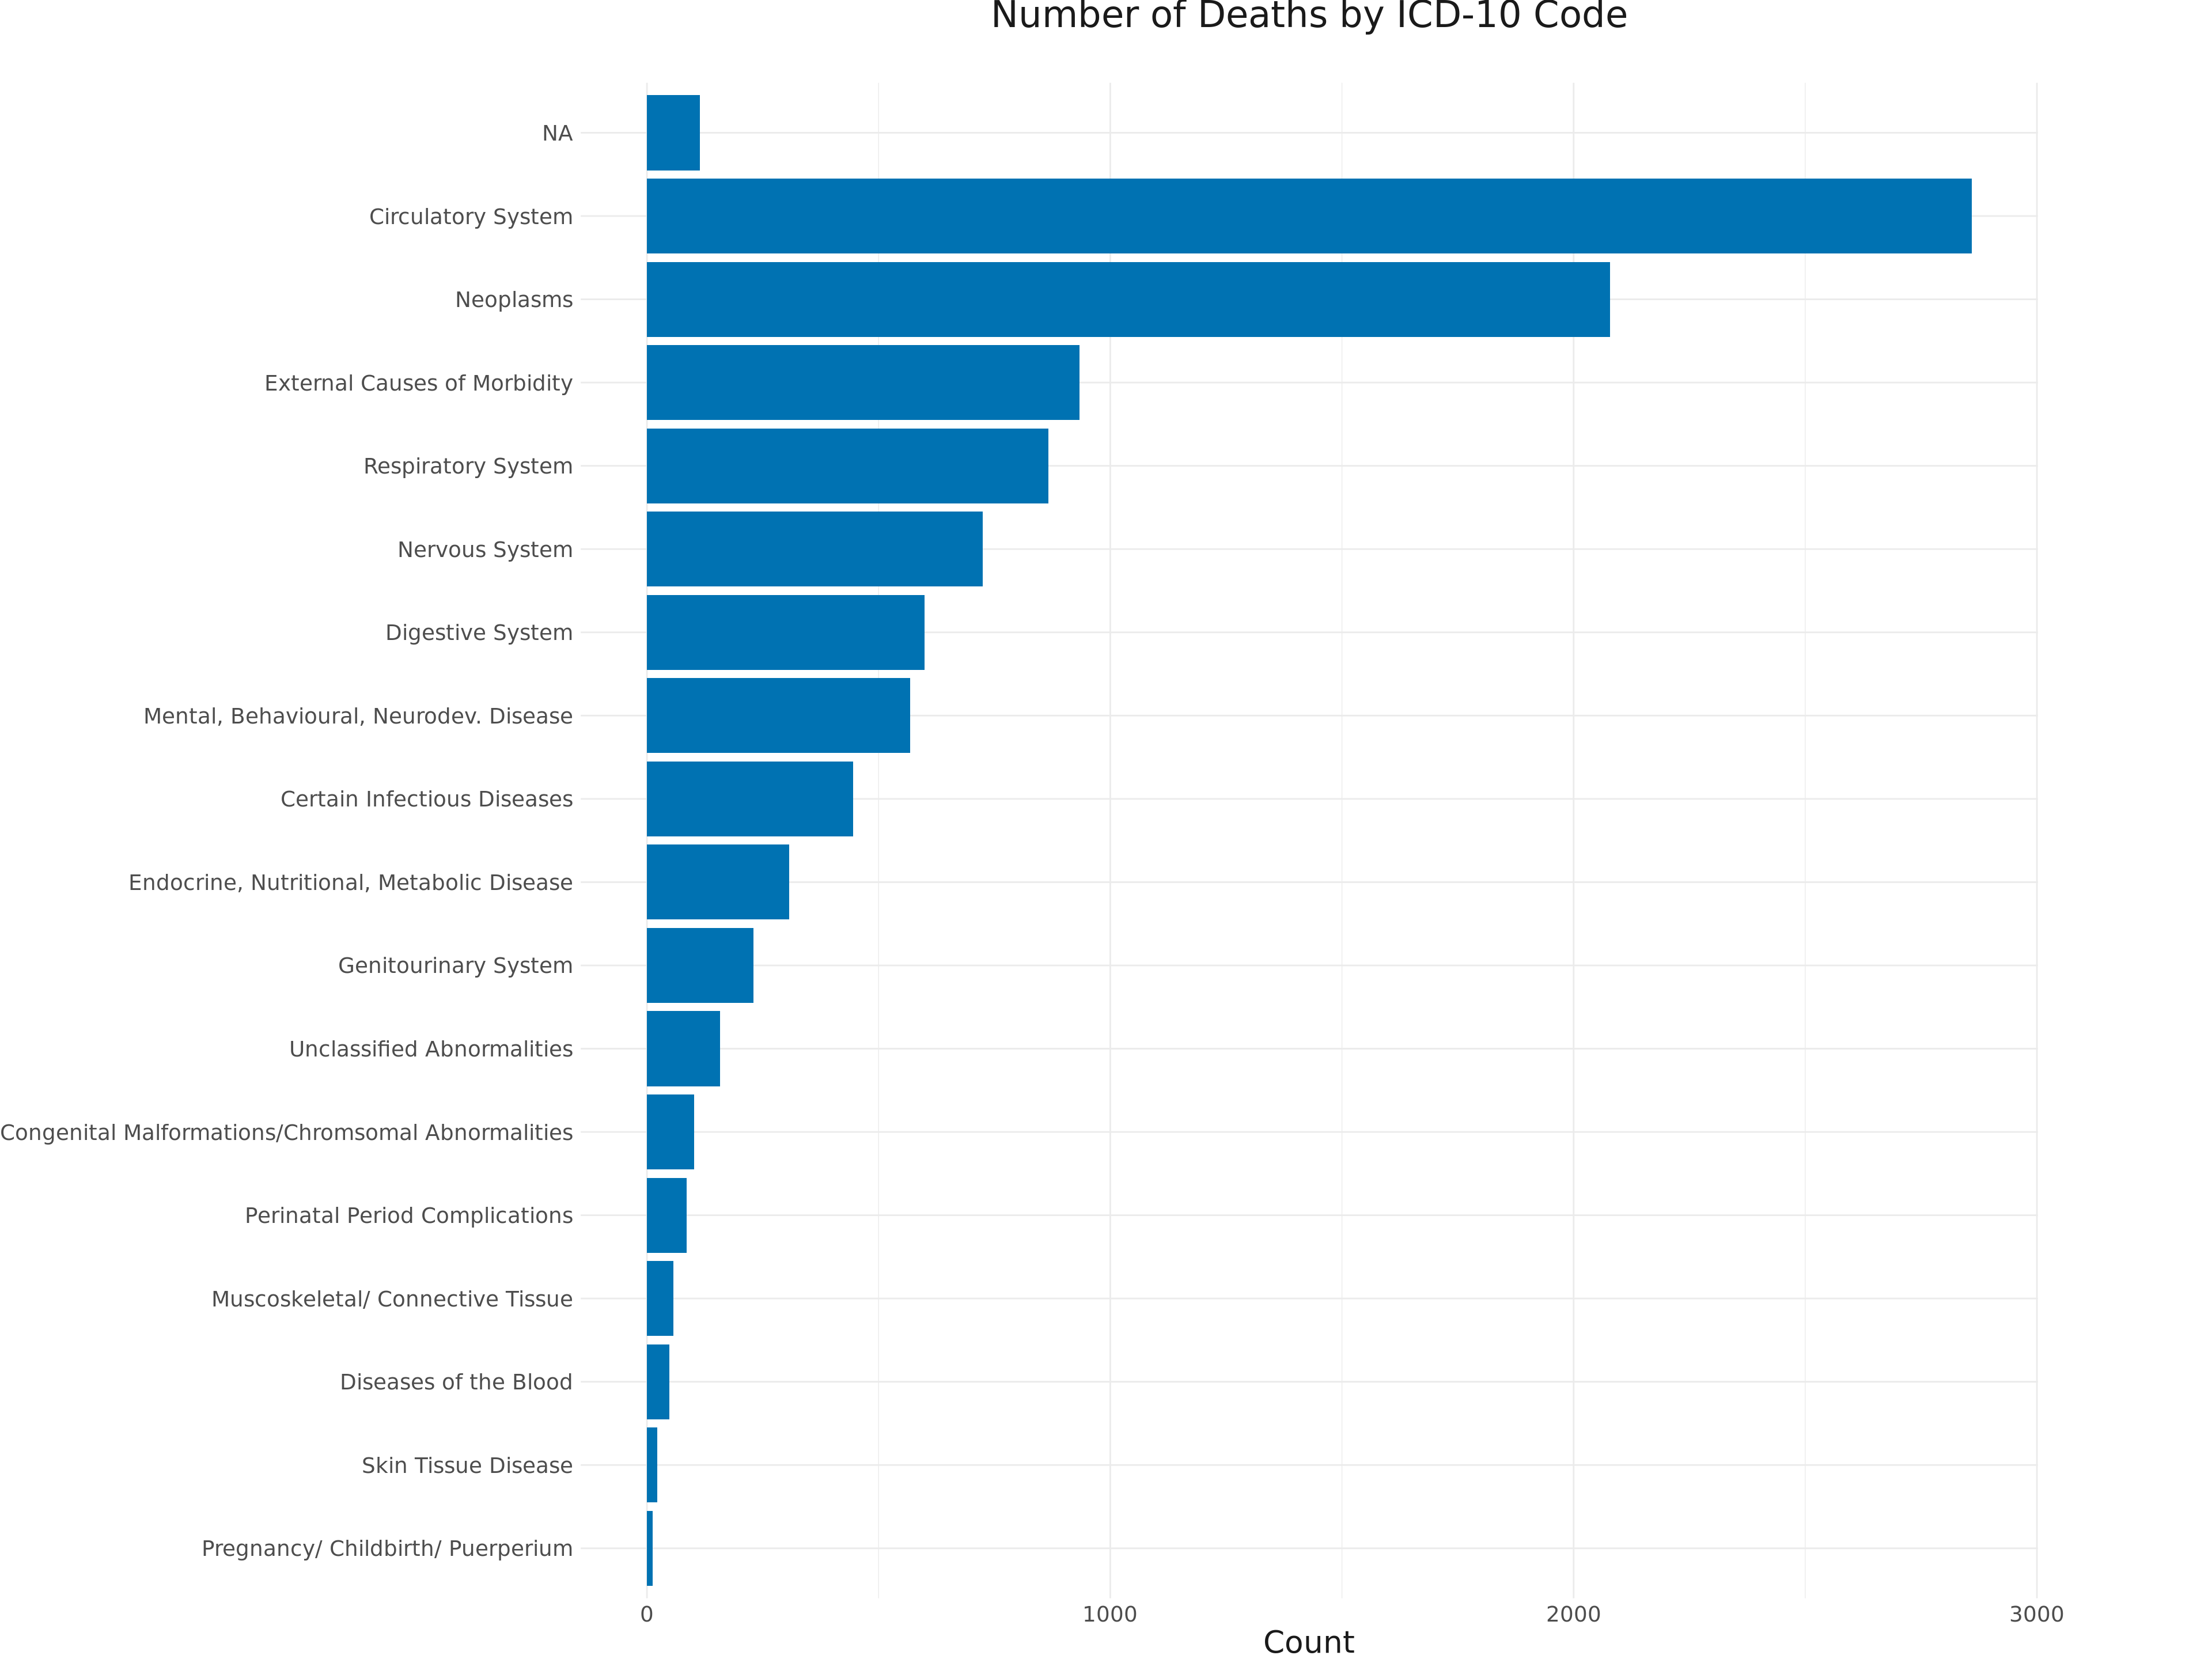 Number of Deaths by ICD-10 Code
NA
Circulatory System
Neoplasms
External Causes of Morbidity
Respiratory System
Nervous System
Digestive System
Mental, Behavioural, Neurodev. Disease
Certain Infectious Diseases
Endocrine, Nutritional, Metabolic Disease
Genitourinary System
Unclassified Abnormalities
Congenital Malformations/Chromsomal Abnormalities
Perinatal Period Complications
Muscoskeletal/ Connective Tissue
Diseases of the Blood
Skin Tissue Disease
Pregnancy/ Childbirth/ Puerperium
0 1000 2000 3000
Count